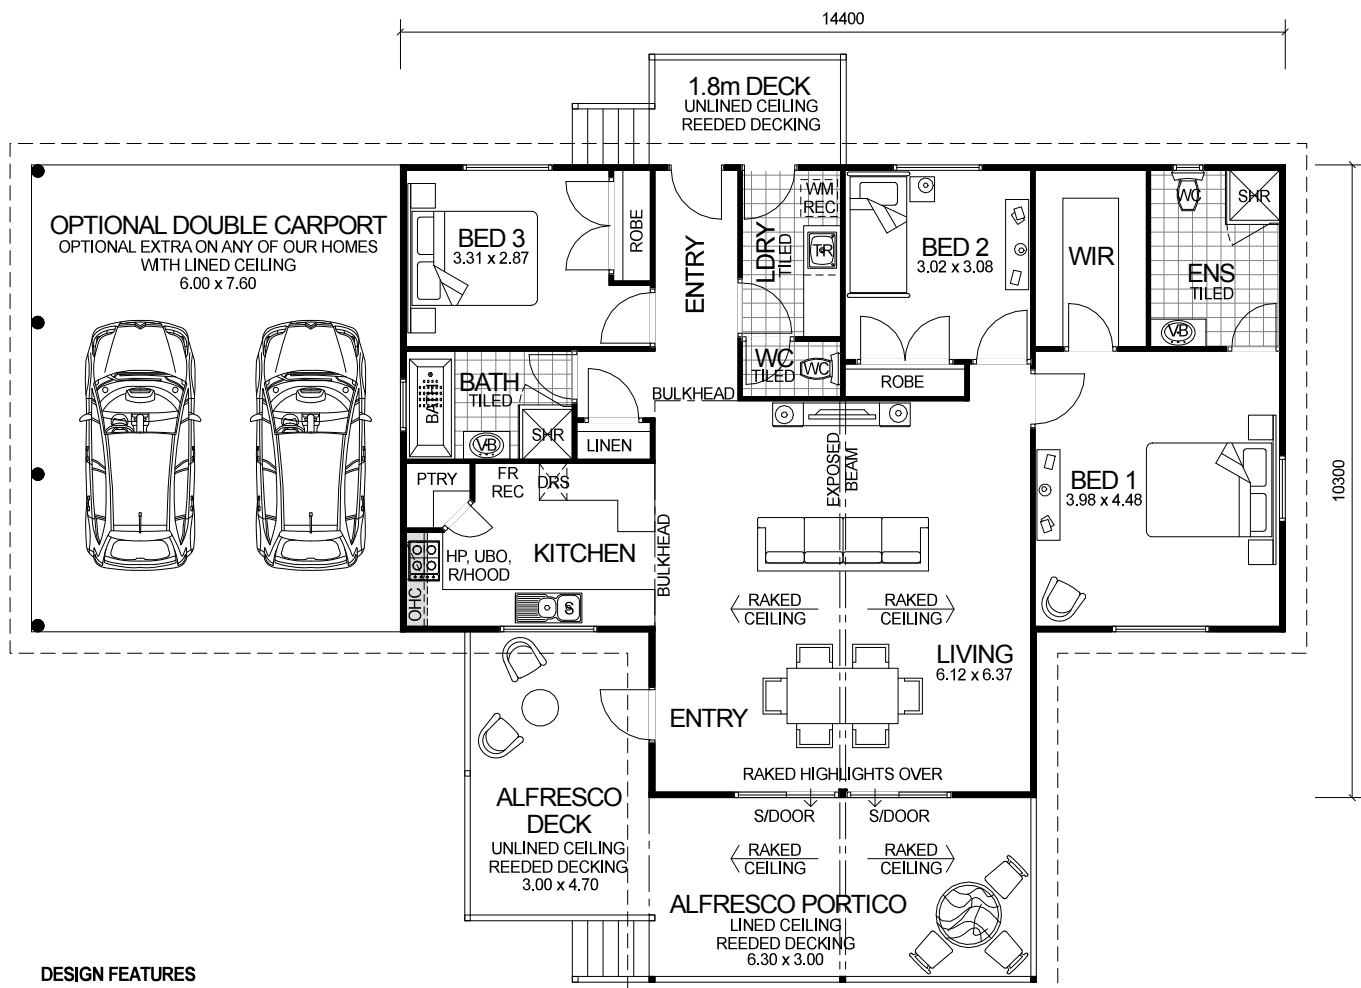 14400
1.8m DECK
UNLINED CEILING
REEDED DECKING
OPTIONAL DOUBLE CARPORT
OPTIONAL EXTRA ON ANY OF OUR HOMES
WITH LINED CEILING
6.00 x 7.60
BED 3
3.31 x 2.87
ROBE
ENTRY
LDRY
TILED
WM
REC
TR
BED 2
3.02 x 3.08
WIR
WC
SHR
ENS
TILED
VB
BATH
BATH
TILED
VB
SHR
LINEN
BULKHEAD
WC
TILED
WC
ROBE
EXPOSED
BEAM
BED 1
3.98 x 4.48
10300
PTRY
FR
REC
DRS
KITCHEN
HP, UBO,
R/HOOD
OHC
S
BULKHEAD
RAKED
CEILING
RAKED
CEILING
LIVING
6.12 x 6.37
ENTRY
RAKED HIGHLIGHTS OVER
S/DOOR
S/DOOR
ALFRESCO
DECK
UNLINED CEILING
REEDED DECKING
3.00 x 4.70
RAKED
CEILING
RAKED
CEILING
ALFRESCO PORTICO
LINED CEILING
REEDED DECKING
6.30 x 3.00
DESIGN FEATURES